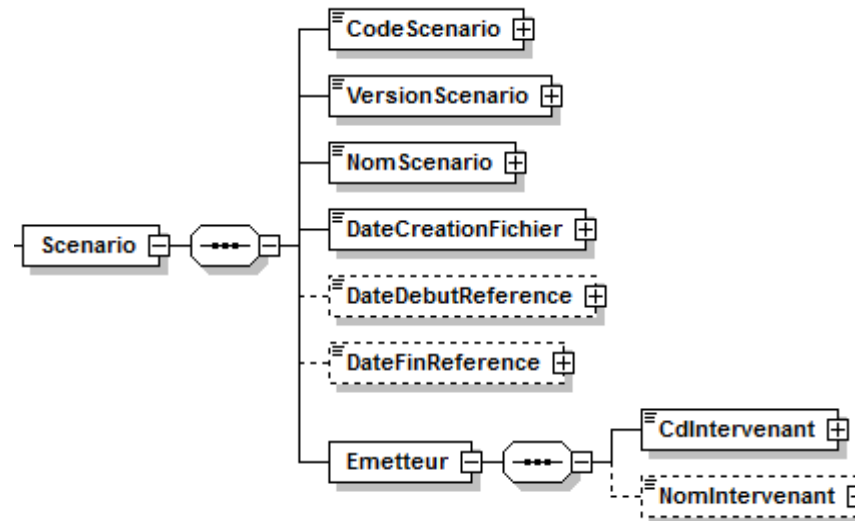 CodeScenario
VersionScenario
NomScenario
Scenario
DateCreationFichier
DateDebutReference
DateFinReference
Emetteur
CdIntervenant
NomIntervenant